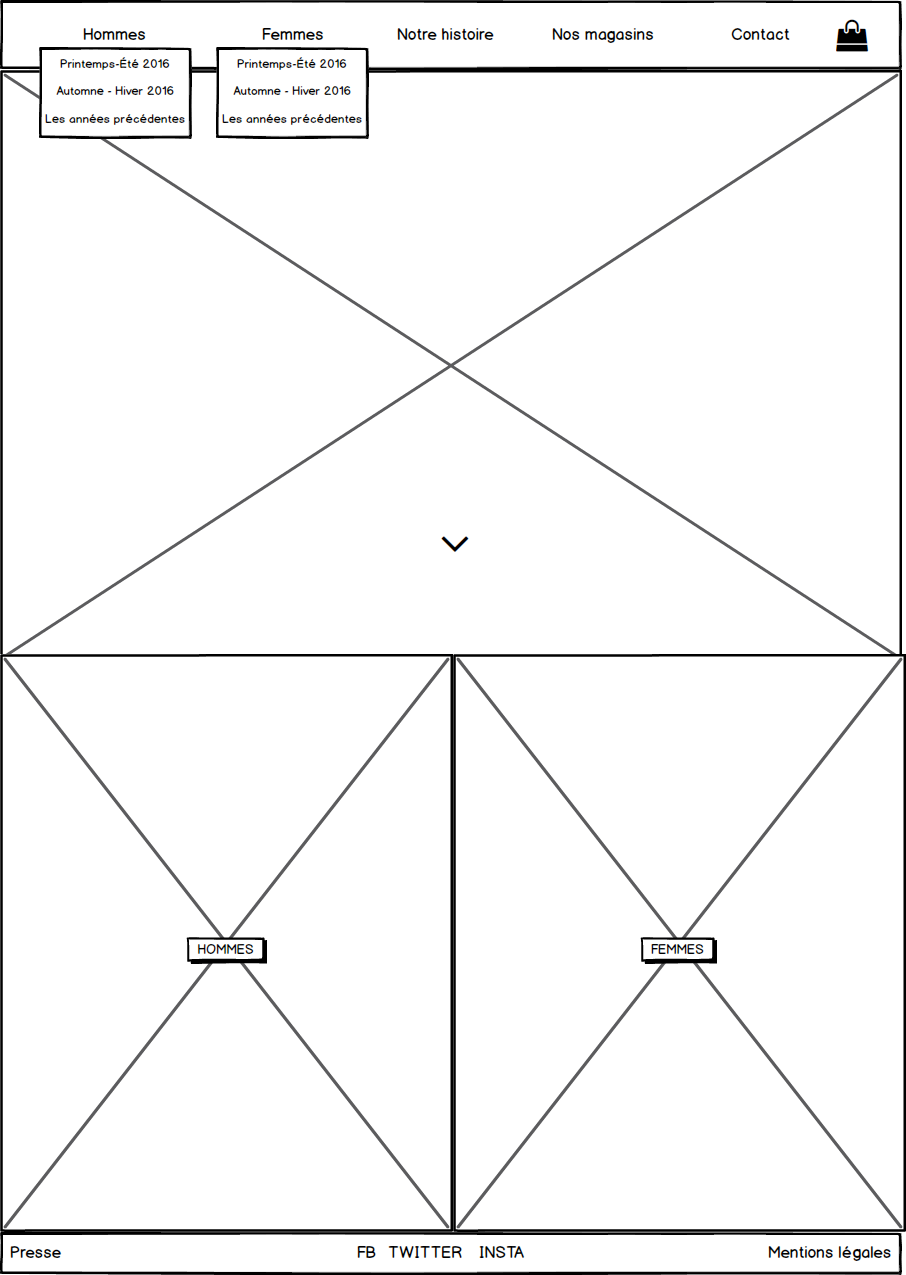 Hommes
Femmes
Notre histoire
Nos magasins
Contact
Printemps-Été 2016
Automne - Hiver 2016
Les années précédentes
Printemps-Été 2016
Automne - Hiver 2016
Les années précédentes
HOMMES
FEMMES
Presse
FB TWITTER INSTA
Mentions légales